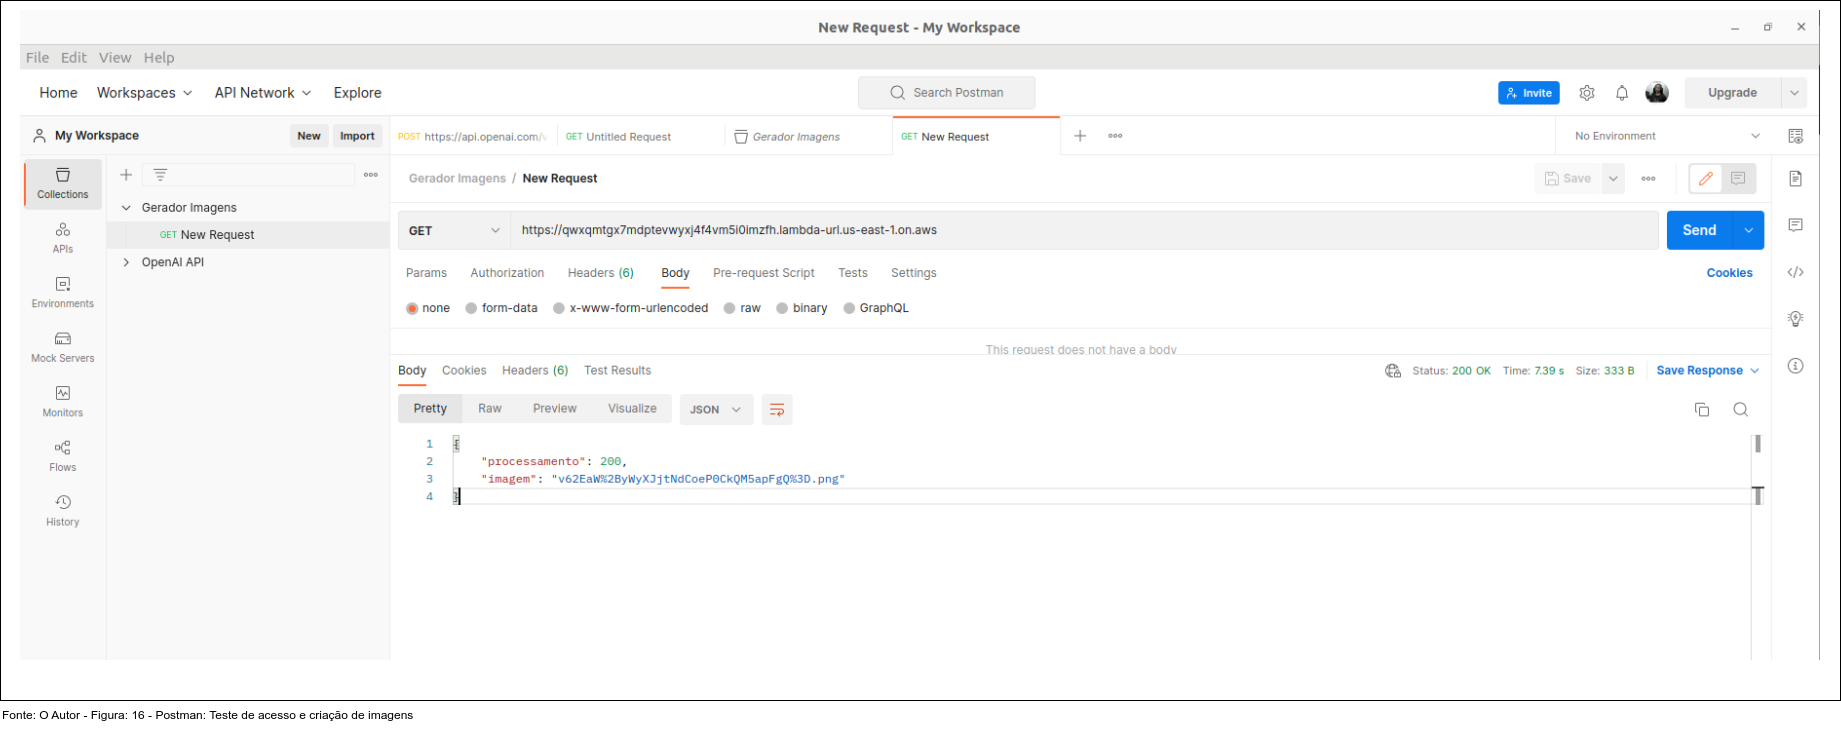 New Request - My Workspace
File Edit View Help
Home Workspaces API Network Explore Search Postman Invite Upgrade
My Workspace New Import
POST https://api.openai.com/v GET Untitled Request Gerador Imagens GET New Request No Environment
Collections
APIs
Environments
Mock Servers
Monitors
Flows
History
Gerador Imagens
GET New Request
OpenAI API
Gerador Imagens / New Request Save
GET https://qwxqmtgx7mdptevwyxj4f4vm5i0imzfh.lambda-url.us-east-1.on.aws Send
Params Authorization Headers (6) Body Pre-request Script Tests Settings Cookies
none form-data x-www-form-urlencoded raw binary GraphQL
This request does not have a body
Body Cookies Headers (6) Test Results Status: 200 OK Time: 7.39 s Size: 333 B Save Response
Pretty Raw Preview Visualize JSON
1 {
2 "processamento": 200,
3 "imagem": "v62EaW%2ByWyXJjtNdCoeP0CkQM5apFgQ%3D.png"
4 }
Fonte: O Autor - Figura: 16 - Postman: Teste de acesso e criação de imagens